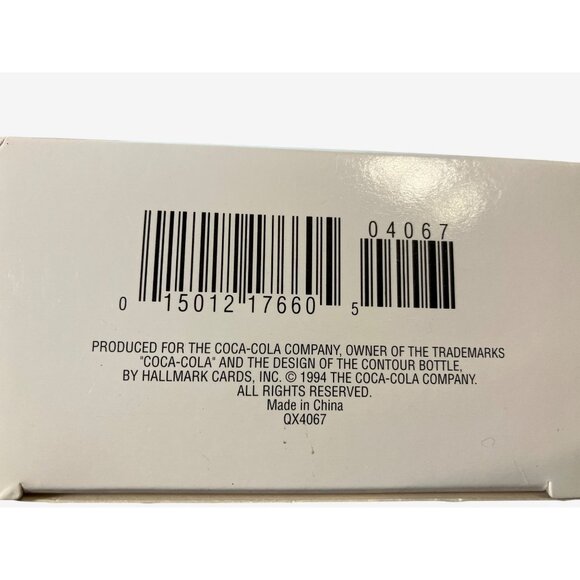 04067
0 15012 17660 5
PRODUCED FOR THE COCA-COLA COMPANY, OWNER OF THE TRADEMARKS
"COCA-COLA" AND THE DESIGN OF THE CONTOUR BOTTLE,
BY HALLMARK CARDS, INC. © 1994 THE COCA-COLA COMPANY.
ALL RIGHTS RESERVED.
Made in China
QX4067